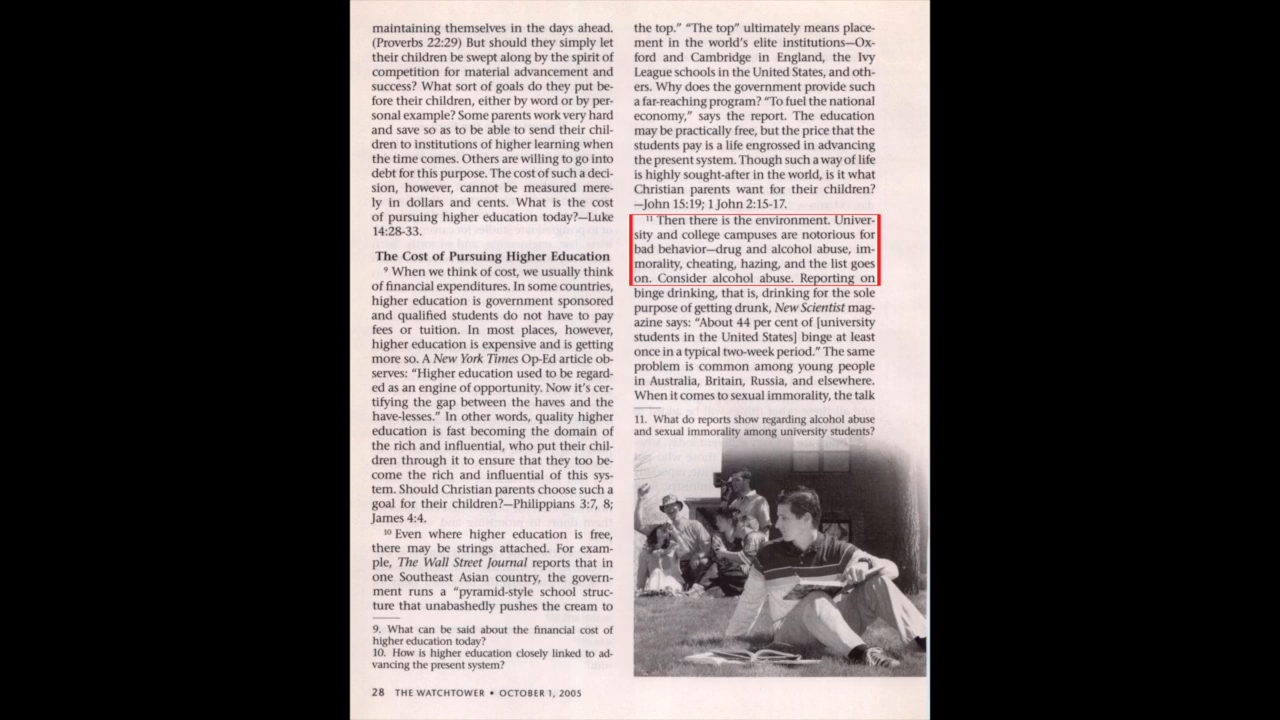 maintaining themselves in the days ahead.
(Proverbs 22:29) But should they simply let
their children be swept along by the spirit of
competition for material advancement and
success? What sort of goals do they put be-
fore their children, either by word or by per-
sonal example? Some parents work very hard
and save so as to be able to send their chil-
dren to institutions of higher learning when
the time comes. Others are willing to go into
debt for this purpose. The cost of such a deci-
sion, however, cannot be measured mere-
ly in dollars and cents. What is the cost
of pursuing higher education today?—Luke
14:28-33.
The Cost of Pursuing Higher Education
9 When we think of cost, we usually think
of financial expenditures. In some countries,
higher education is government sponsored
and qualified students do not have to pay
fees or tuition. In most places, however,
higher education is expensive and is getting
more so. A New York Times Op-Ed article ob-
serves: “Higher education used to be regard-
ed as an engine of opportunity. Now it’s cer-
tifying the gap between the haves and the
have-lesses.” In other words, quality higher
education is fast becoming the domain of
the rich and influential, who put their chil-
dren through it to ensure that they too be-
come the rich and influential of this sys-
tem. Should Christian parents choose such a
goal for their children?—Philippians 3:7, 8;
James 4:4.
10 Even where higher education is free,
there may be strings attached. For exam-
ple, The Wall Street Journal reports that in
one Southeast Asian country, the govern-
ment runs a “pyramid-style school struc-
ture that unabashedly pushes the cream to
9. What can be said about the financial cost of
higher education today?
10. How is higher education closely linked to ad-
vancing the present system?
28 THE WATCHTOWER • OCTOBER 1, 2005
the top.” “The top” ultimately means place-
ment in the world’s elite institutions—Ox-
ford and Cambridge in England, the Ivy
League schools in the United States, and oth-
ers. Why does the government provide such
a far-reaching program? “To fuel the national
economy,” says the report. The education
may be practically free, but the price that the
students pay is a life engrossed in advancing
the present system. Though such a way of life
is highly sought-after in the world, is it what
Christian parents want for their children?
—John 15:19; 1 John 2:15-17.
11 Then there is the environment. Univer-
sity and college campuses are notorious for
bad behavior—drug and alcohol abuse, im-
morality, cheating, hazing, and the list goes
on. Consider alcohol abuse. Reporting on
binge drinking, that is, drinking for the sole
purpose of getting drunk, New Scientist mag-
azine says: “About 44 per cent of [university
students in the United States] binge at least
once in a typical two-week period.” The same
problem is common among young people
in Australia, Britain, Russia, and elsewhere.
When it comes to sexual immorality, the talk
11. What do reports show regarding alcohol abuse
and sexual immorality among university students?